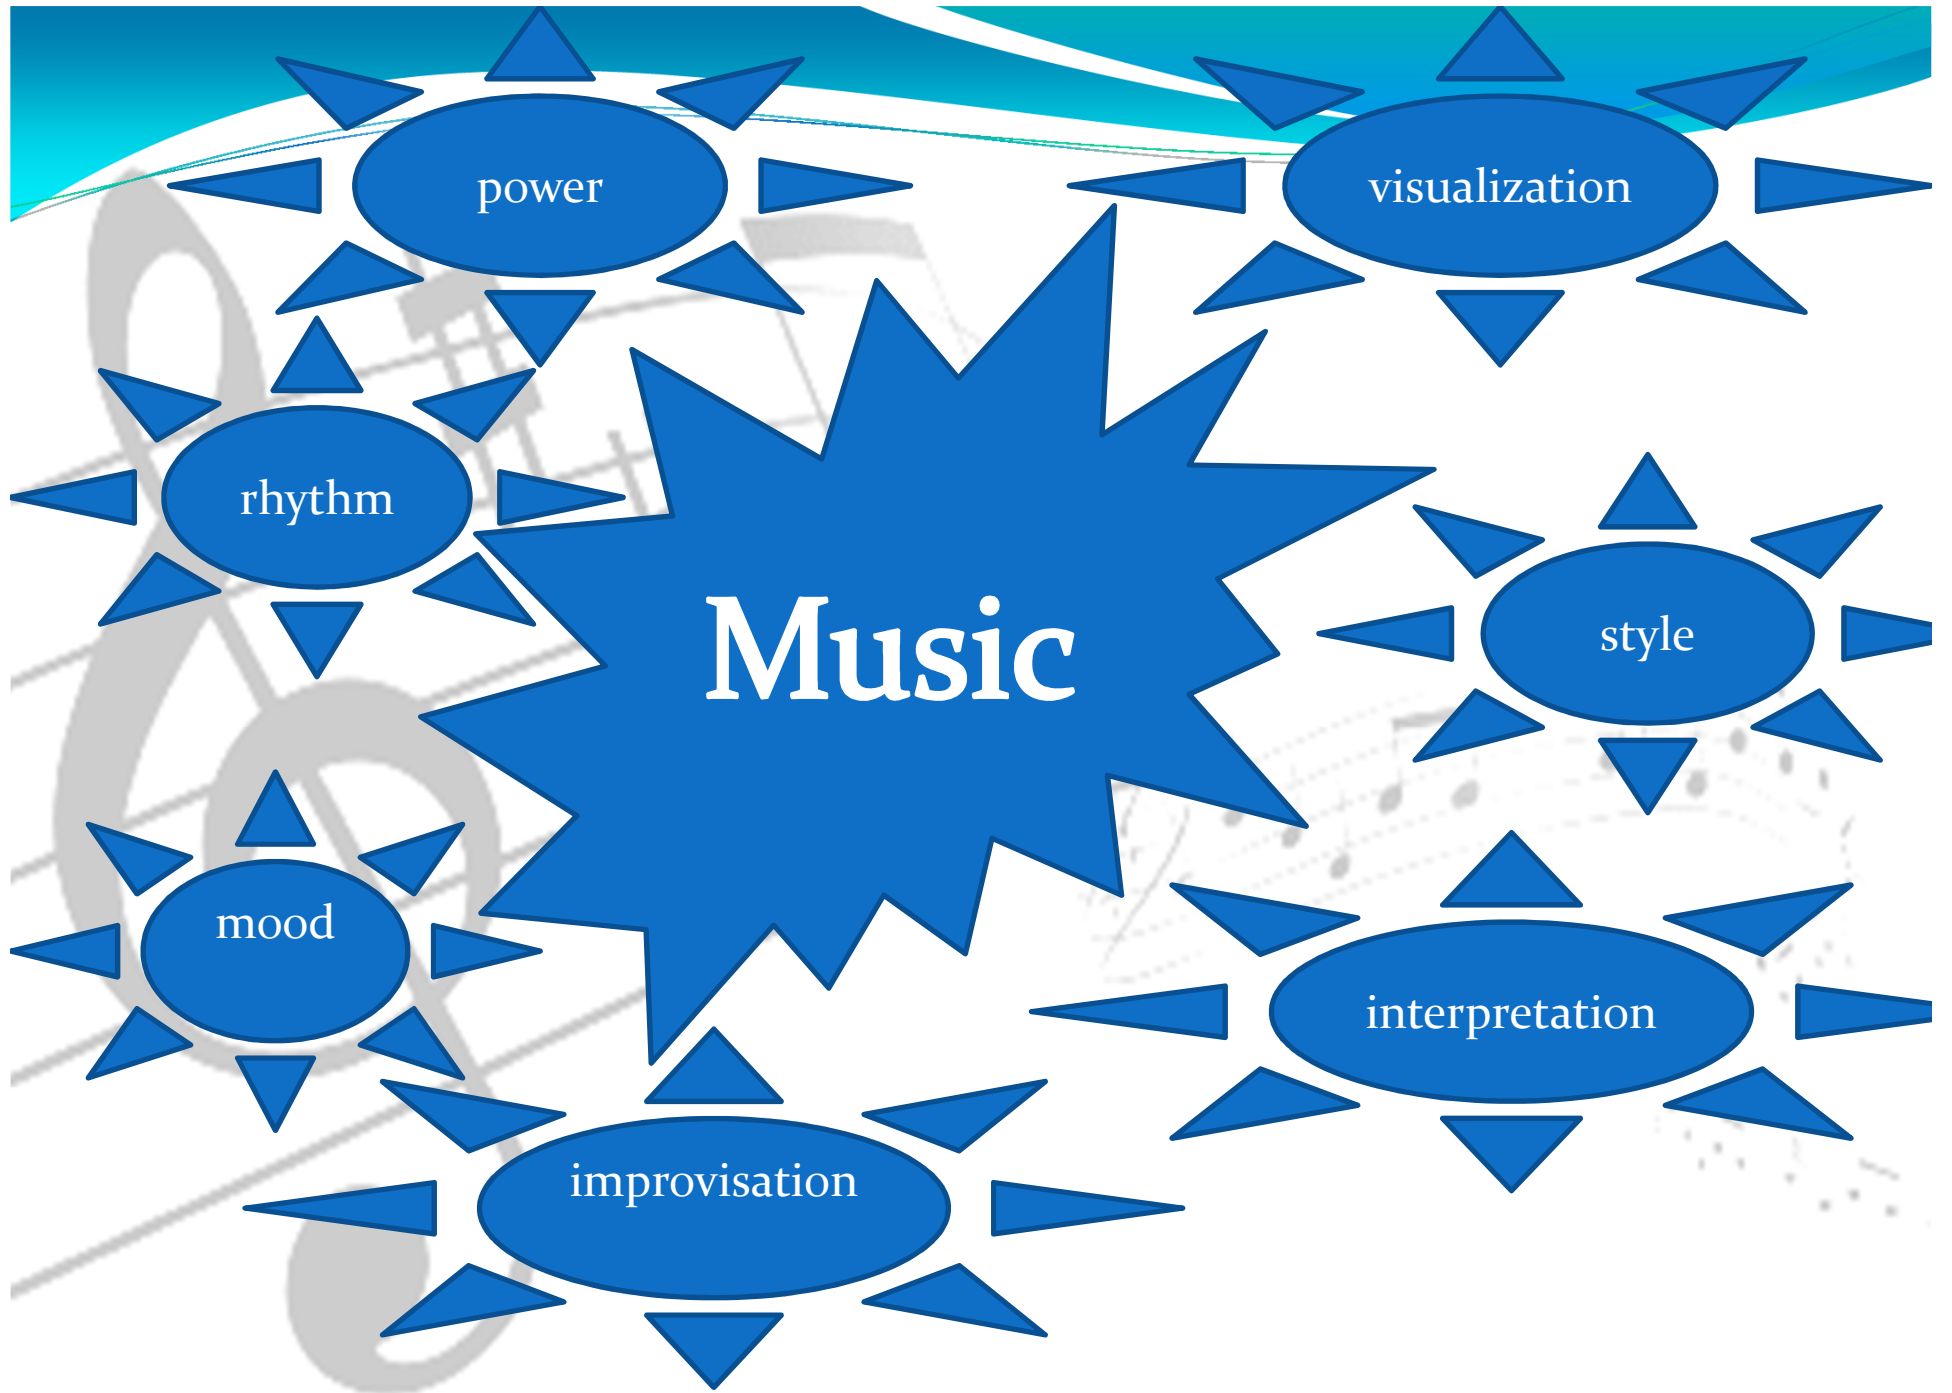 power
visualization
rhythm
Music
style
mood
interpretation
improvisation